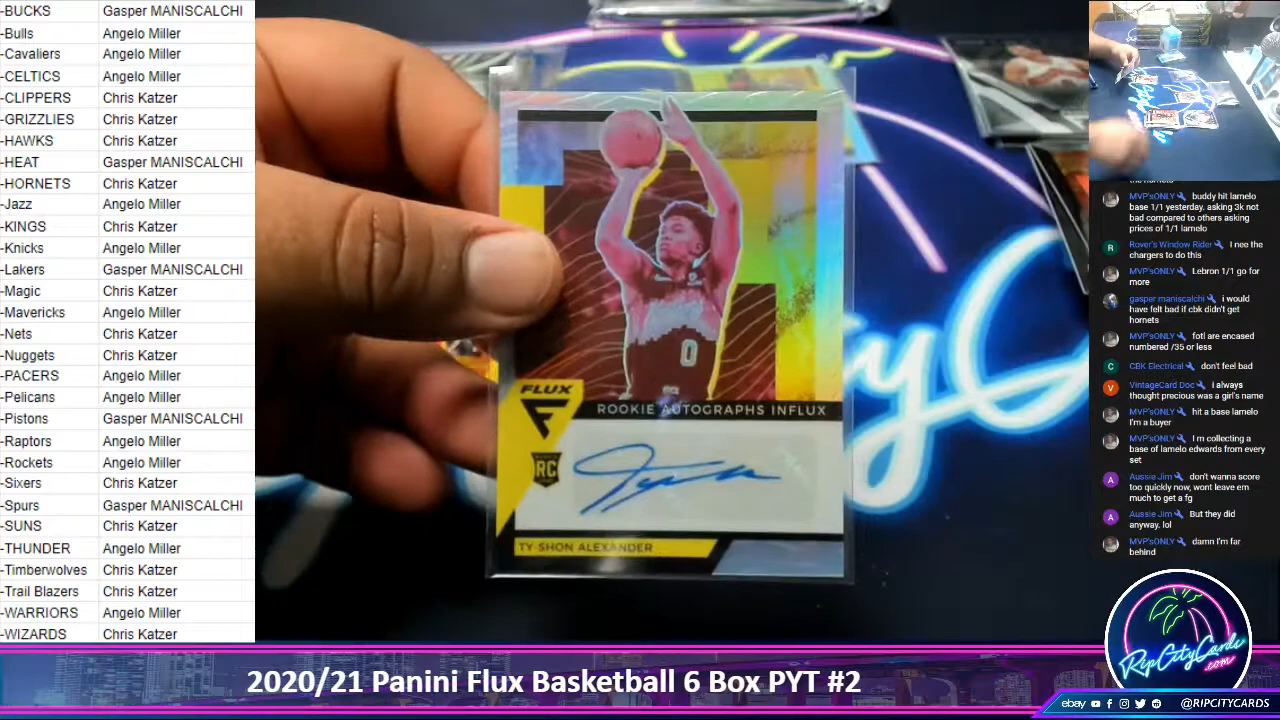 -BUCKS Gasper MANISCALCHI
-Bulls Angelo Miller
-Cavaliers Angelo Miller
-CELTICS Angelo Miller
-CLIPPERS Chris Katzer
-GRIZZLIES Chris Katzer
-HAWKS Chris Katzer
-HEAT Gasper MANISCALCHI
-HORNETS Chris Katzer
-Jazz Angelo Miller
-KINGS Chris Katzer
-Knicks Angelo Miller
-Lakers Gasper MANISCALCHI
-Magic Chris Katzer
-Mavericks Angelo Miller
-Nets Chris Katzer
-Nuggets Chris Katzer
-PACERS Angelo Miller
-Pelicans Angelo Miller
-Pistons Gasper MANISCALCHI
-Raptors Angelo Miller
-Rockets Angelo Miller
-Sixers Chris Katzer
-Spurs Gasper MANISCALCHI
-SUNS Chris Katzer
-THUNDER Angelo Miller
-Timberwolves Chris Katzer
-Trail Blazers Chris Katzer
-WARRIORS Angelo Miller
-WIZARDS Chris Katzer
0
FLUX
F
ROOKIE AUTOGRAPHS INFLUX
RC
TY-SHON ALEXANDER
the hornets
MVP'sONLY buddy hit lamelo
base 1/1 yesterday. asking 3k not
bad compared to others asking
prices of 1/1 lamelo
R Rover's Window Rider I nee the
chargers to do this
MVP'sONLY Lebron 1/1 go for
more
gasper maniscalchi i would
have felt bad if cbk didn't get
hornets
MVP'sONLY fotl are encased
numbered /35 or less
C CBK Electrical don't feel bad
V VintageCard Doc i always
thought precious was a girl's name
MVP'sONLY hit a base lamelo
I'm a buyer
MVP'sONLY I m collecting a
base of lamelo edwards from every
set
A Aussie Jim don't wanna score
too quickly now, wont leave em
much to get a fg
A Aussie Jim But they did
anyway. lol
MVP'sONLY damn I'm far
behind
RipCityCards
.com
2020/21 Panini Flux Basketball 6 Box PYT #2
ebay @RIPCITYCARDS